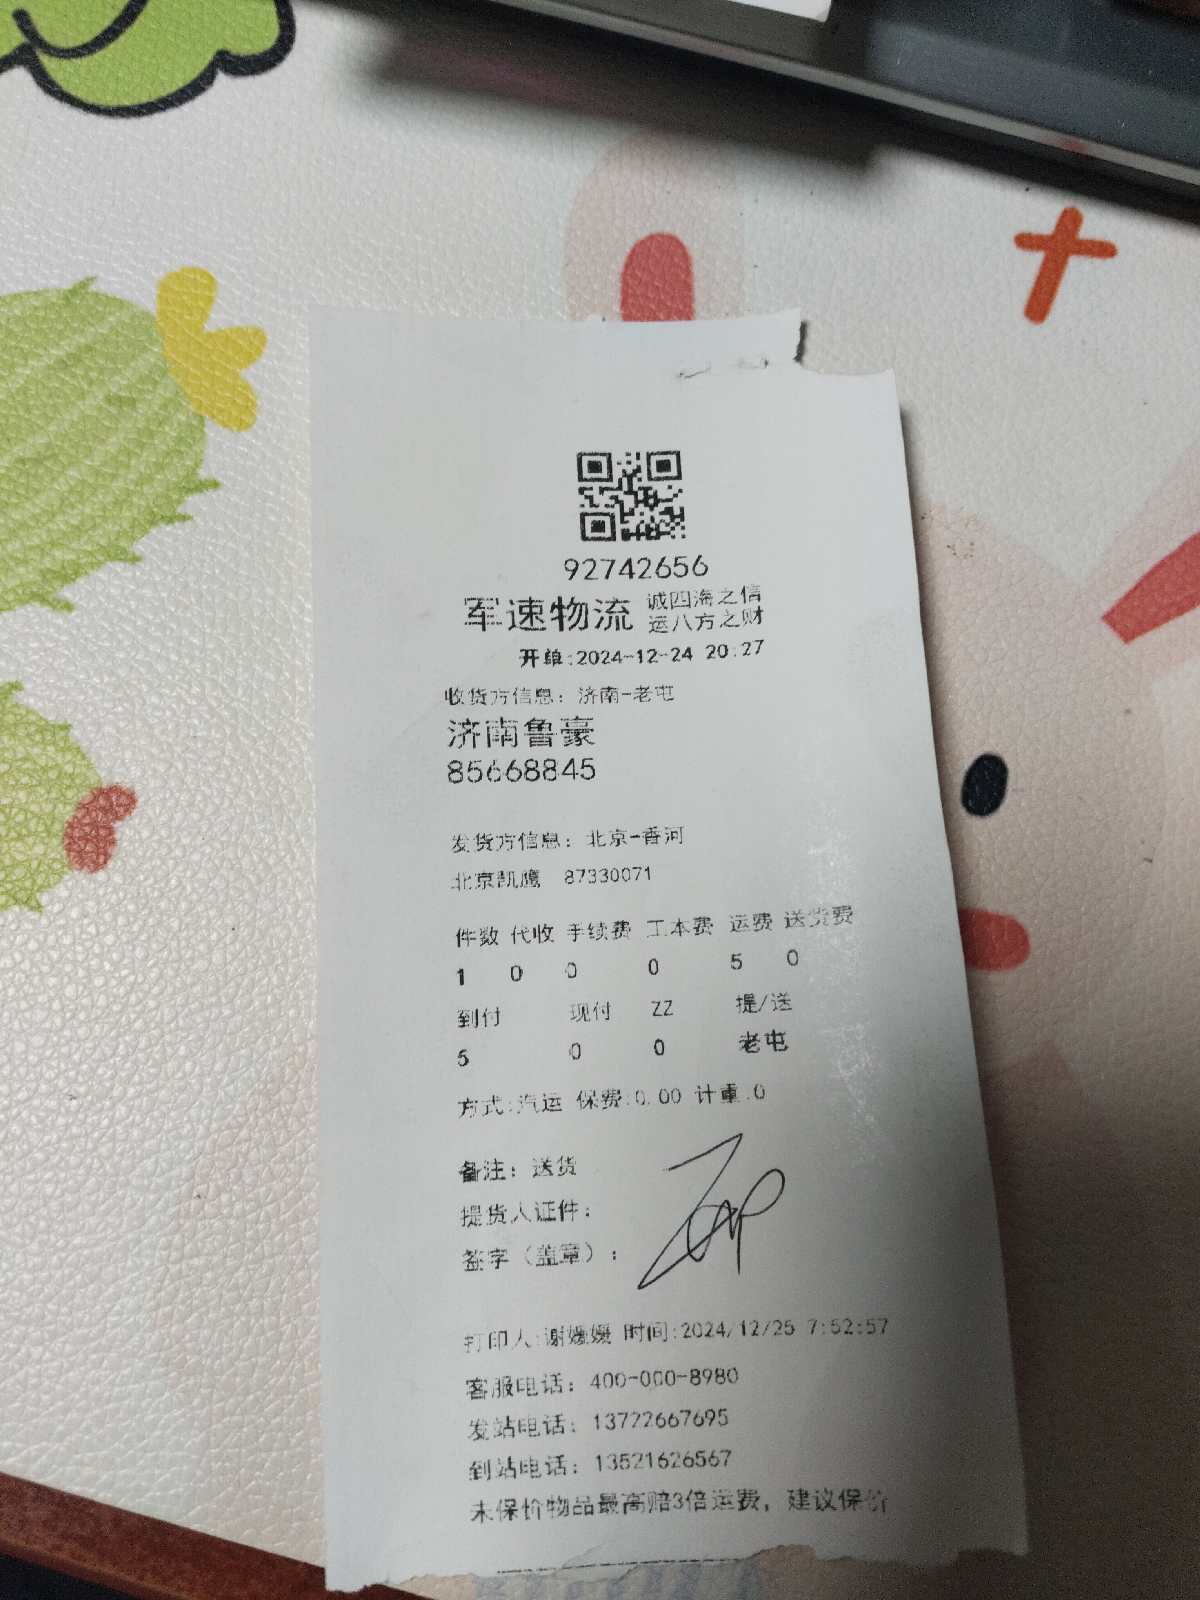 92742656
军速物流 诚四海之信
运八方之财
开单:2024-12-24 20:27
收货方信息：济南-老屯
济南鲁豪
85668845
发货方信息：北京-香河
北京凯鹰 87330071
件数 代收 手续费 工本费 运费 送货费
1 0 0 0 5 0
到付 现付 ZZ 提/送
5 0 0 老屯
方式:汽运 保费:0.00 计重:0
备注：送货
提货人证件：
签字（盖章）：
打印人:谢媛媛 时间:2024/12/25 7:52:57
客服电话：400-000-8980
发站电话：13722667695
到站电话：13521626567
未保价物品最高赔3倍运费，建议保价